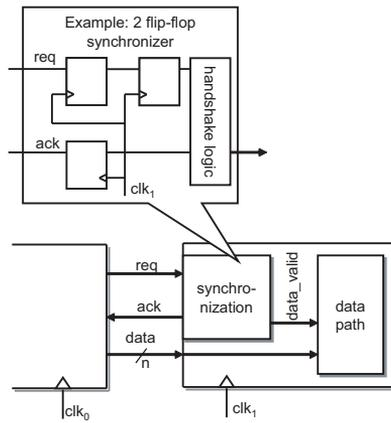 Example: 2 flip-flop
synchronizer
req
handshake logic
ack
clk1
req
synchro-
nization
ack
data_valid
data
path
data
n
clk0
clk1